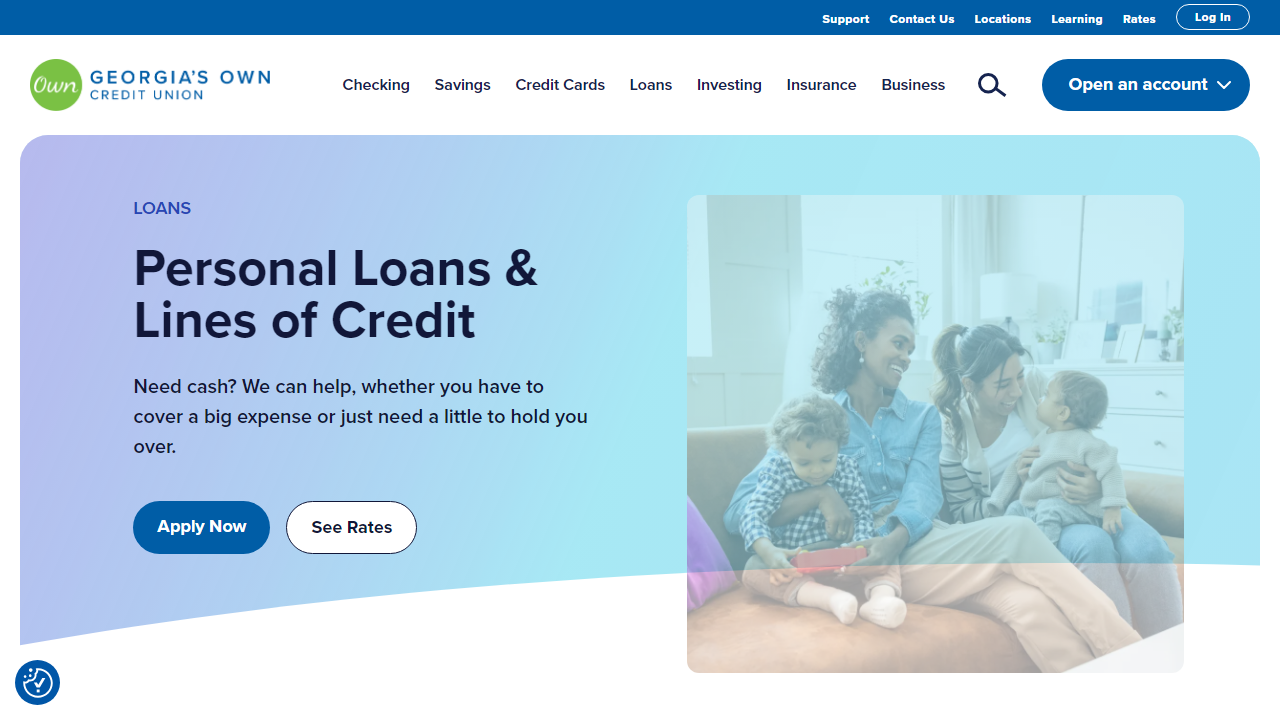 Support Contact Us Locations Learning Rates Log In
Own GEORGIA'S OWN
CREDIT UNION
Checking Savings Credit Cards Loans Investing Insurance Business Open an account
LOANS
Personal Loans &
Lines of Credit
Need cash? We can help, whether you have to
cover a big expense or just need a little to hold you
over.
Apply Now See Rates